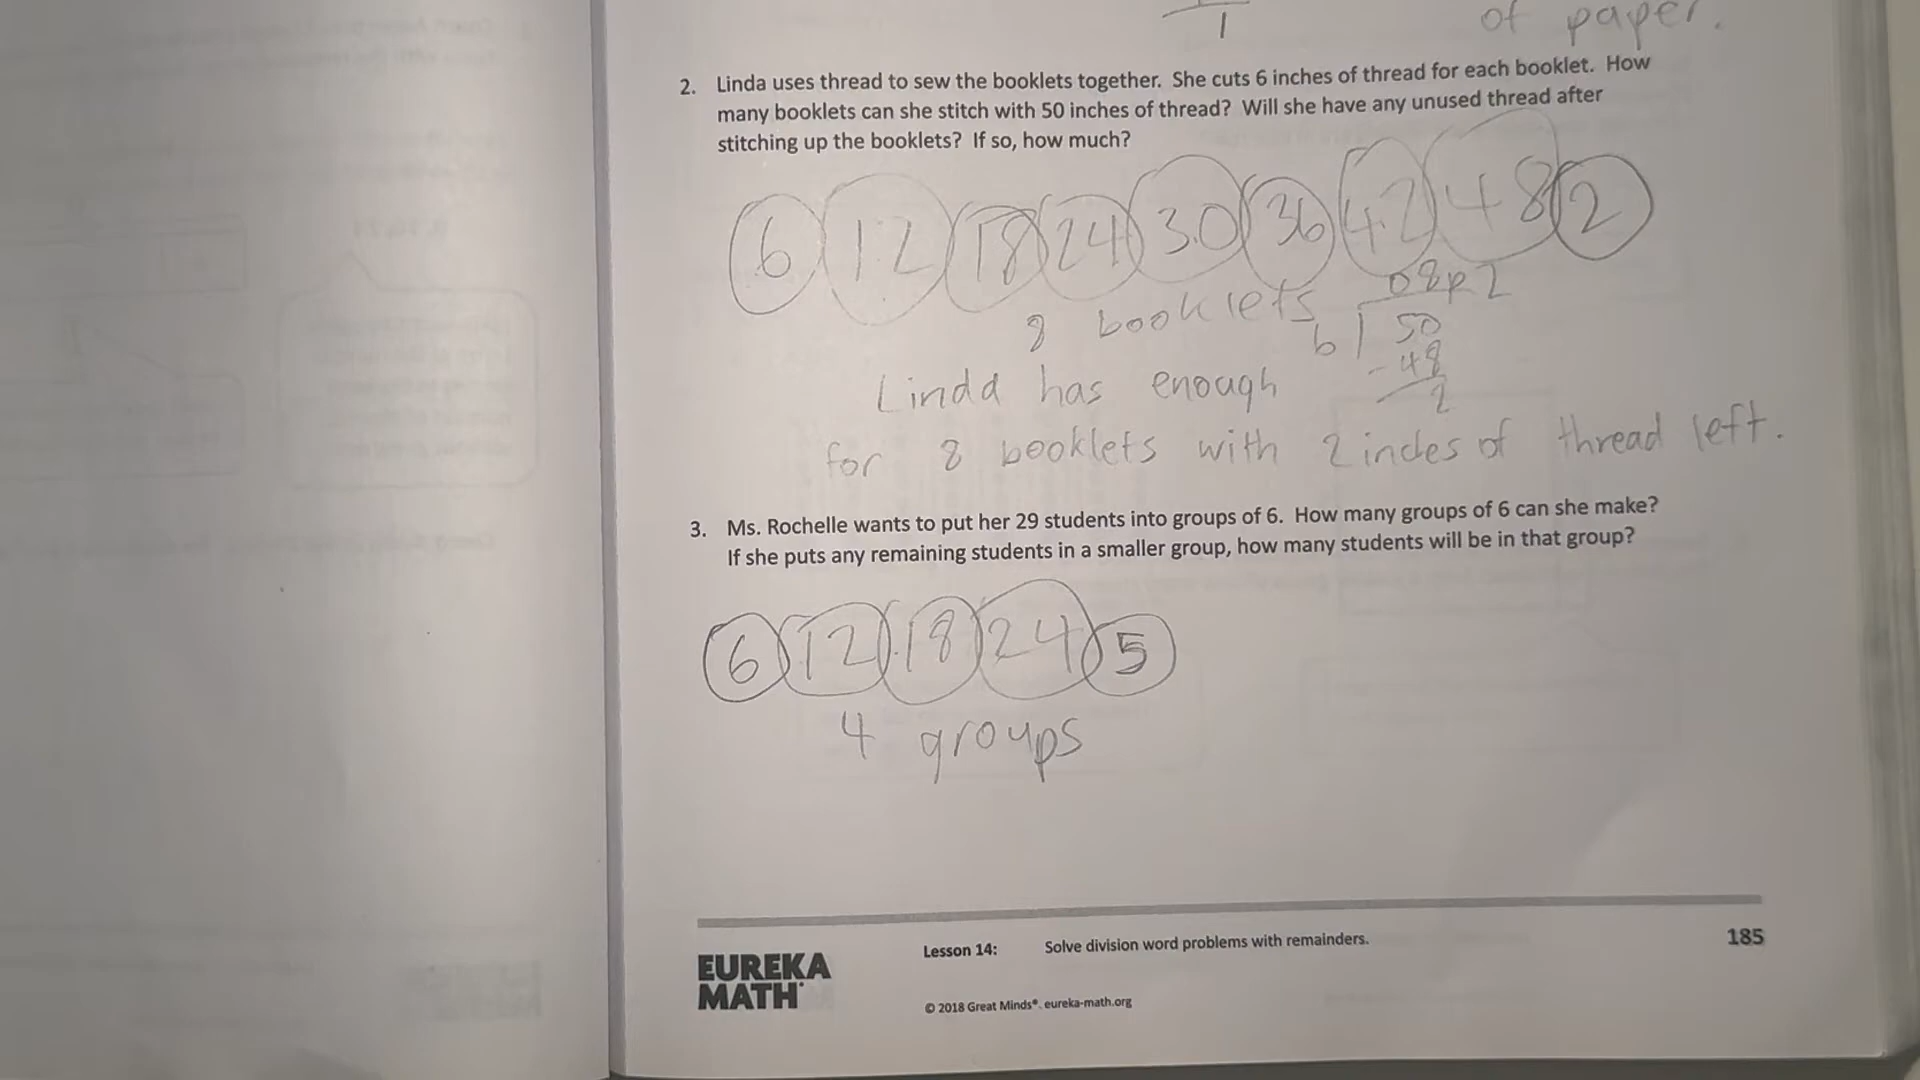 1
of paper.
2. Linda uses thread to sew the booklets together. She cuts 6 inches of thread for each booklet. How
many booklets can she stitch with 50 inches of thread? Will she have any unused thread after
stitching up the booklets? If so, how much?
6 12 18 24 30 36 42 48 2
08R2
8 booklets 6 50
-48
Linda has enough 2
for 8 booklets with 2 inches of thread left.
3. Ms. Rochelle wants to put her 29 students into groups of 6. How many groups of 6 can she make?
If she puts any remaining students in a smaller group, how many students will be in that group?
6 12 18 24 5
4 groups
EUREKA
MATH
Lesson 14: Solve division word problems with remainders. 185
© 2018 Great Minds®. eureka-math.org